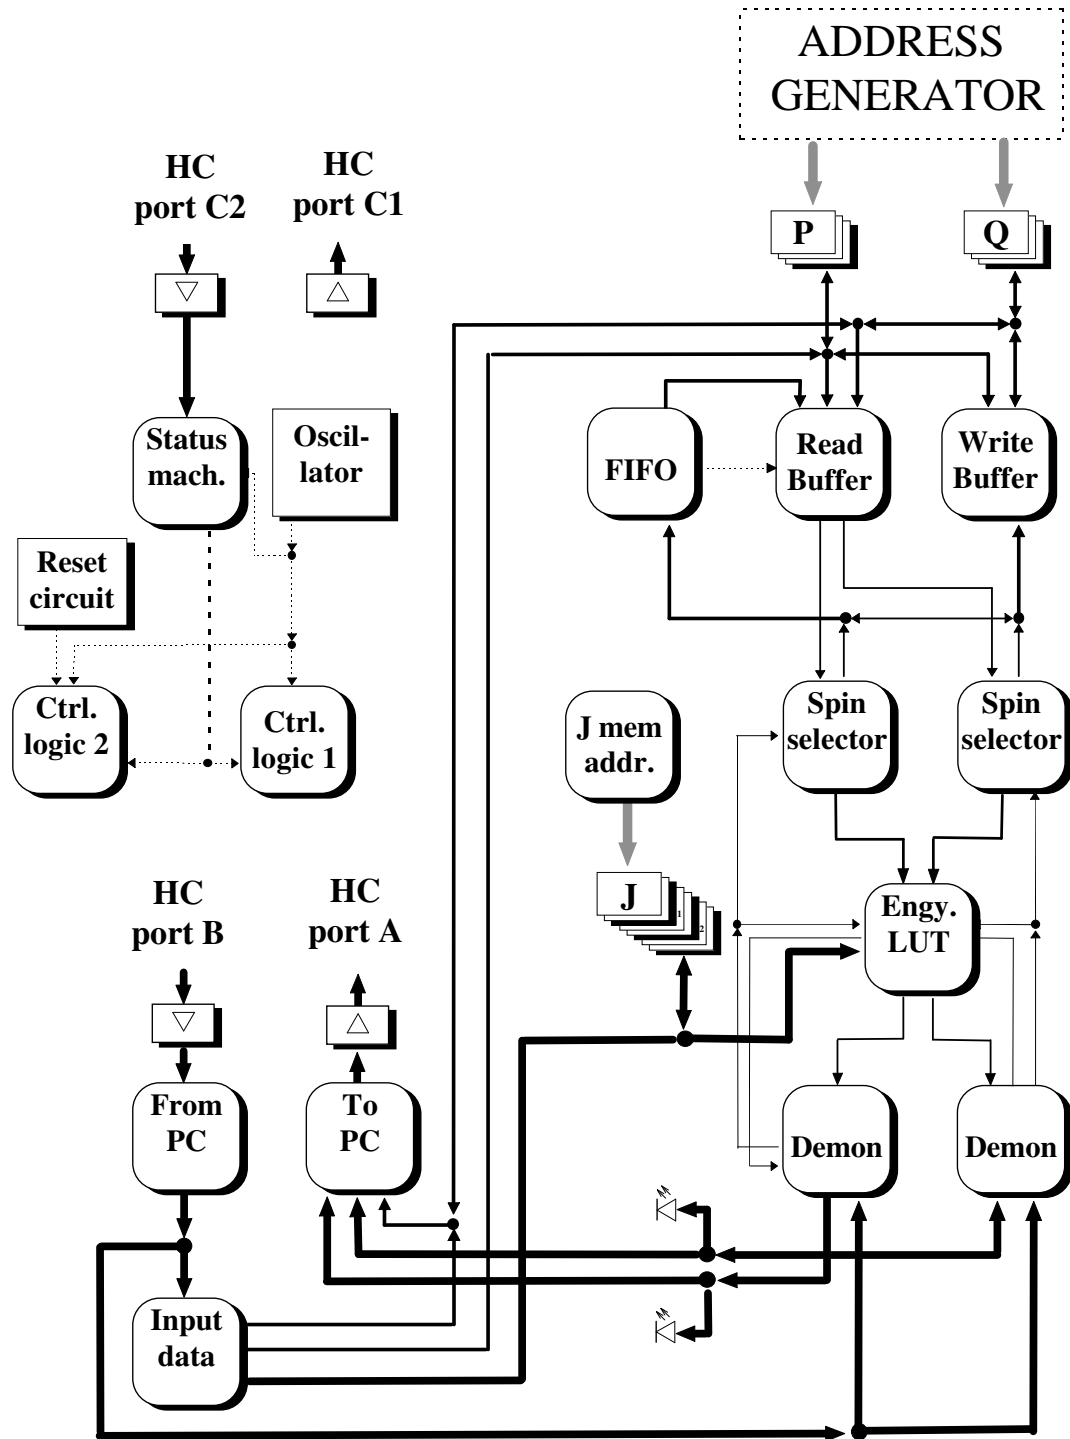 ADDRESS
GENERATOR
HC
port C2
HC
port C1
P
Q
Status
mach.
Oscil-
lator
FIFO
Read
Buffer
Write
Buffer
Reset
circuit
Ctrl.
logic 2
Ctrl.
logic 1
J mem
addr.
Spin
selector
Spin
selector
HC
port B
HC
port A
J
1
2
Engy.
LUT
From
PC
To
PC
Demon
Demon
Input
data